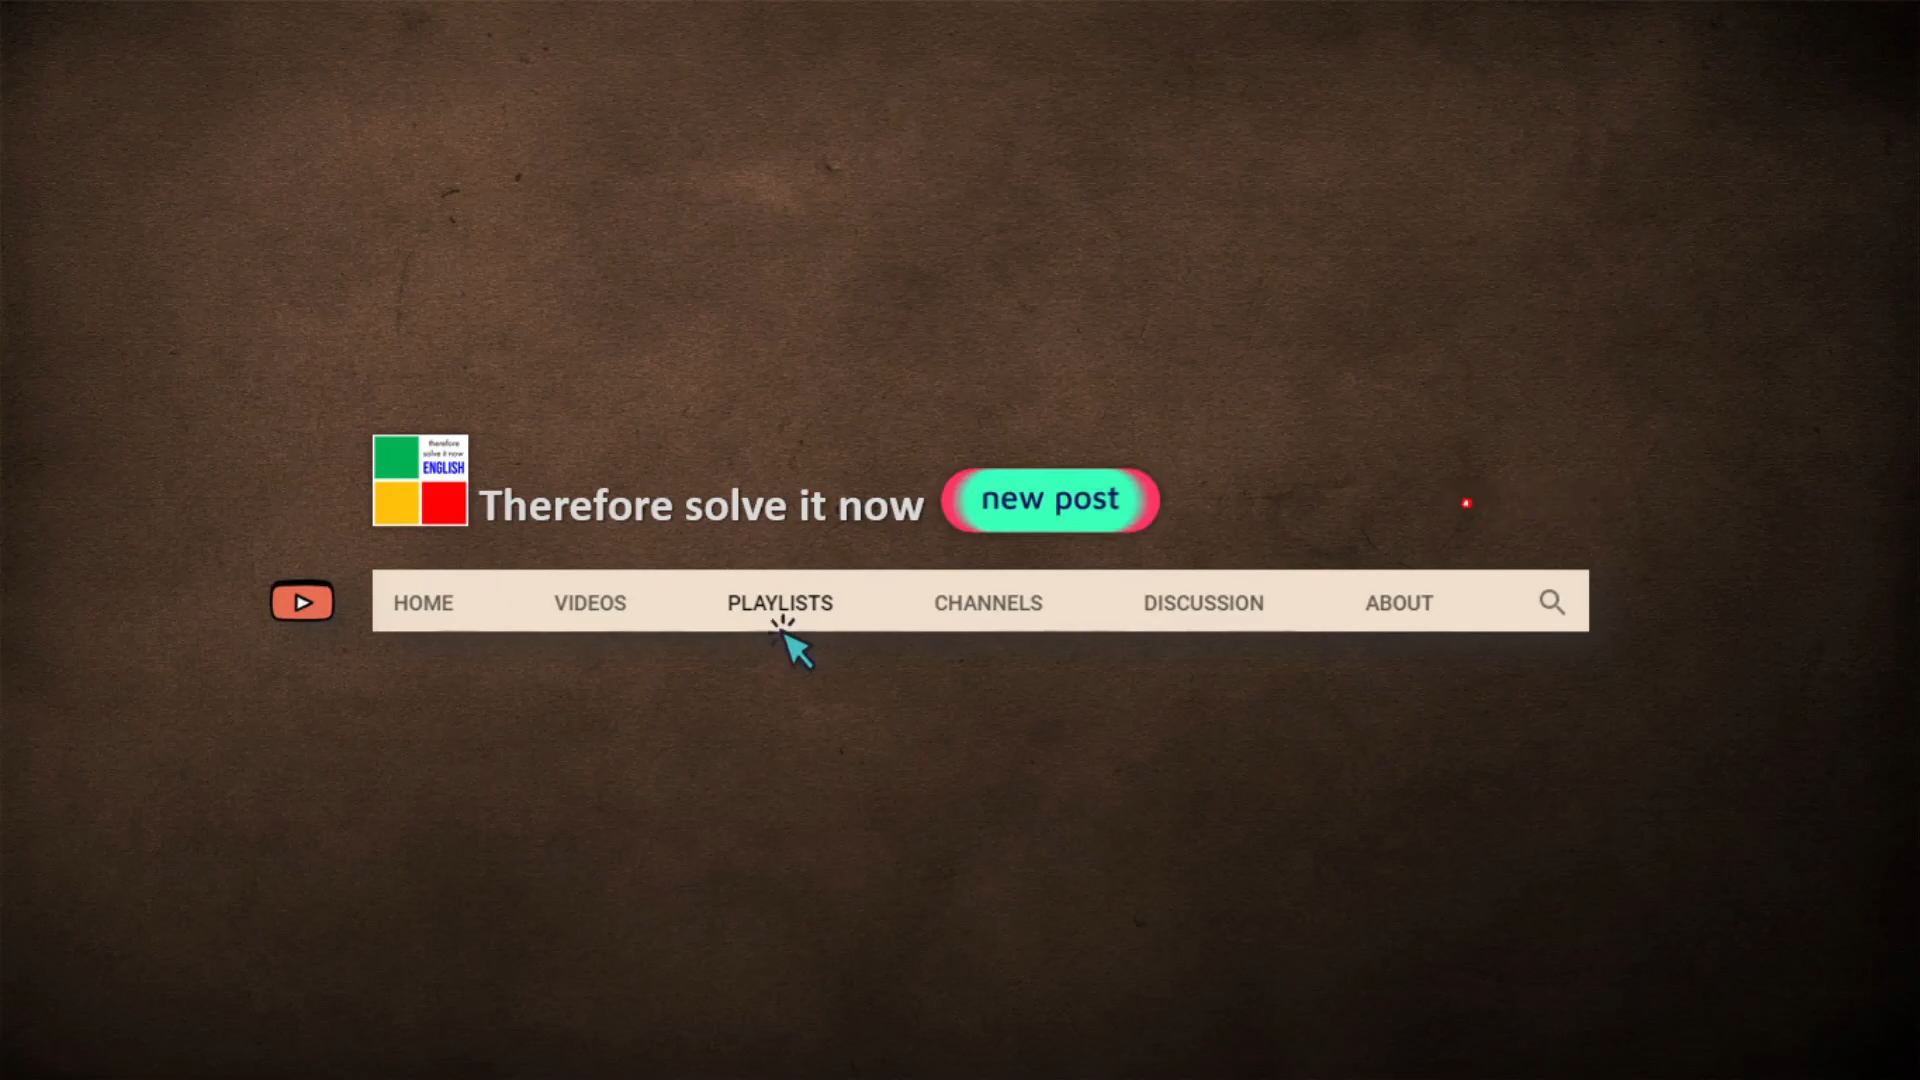 therefore
solve it now
ENGLISH
Therefore solve it now
new post
HOME VIDEOS PLAYLISTS CHANNELS DISCUSSION ABOUT